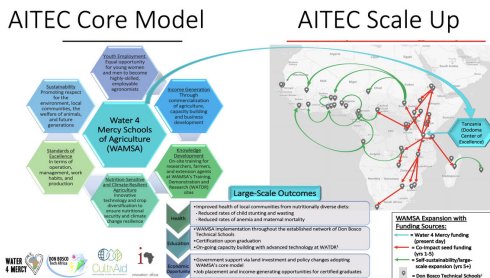 AITEC Core Model
AITEC Scale Up
Youth Employment:
Equal opportunity
for young women
and men to become
highly-skilled,
employable
agronomists
Sustainability:
Promoting respect
for the environment,
local communities,
the welfare of
animals, and future
generations
Income Generation:
Through
commercialization
of agriculture,
capacity building
and business
development
Water 4
Mercy Schools
of Agriculture
(WAMSA)
Standards of
Excellence:
In terms of
operation,
management, work
habits, and
production
Knowledge
Development:
On-site training for
researchers, farmers,
and extension agents
at WAMSA's Training,
Demonstration and
Research (WATDR)
sites
Nutrition-Sensitive
and Climate-Resilient
Agriculture:
Innovative
technology and crop
diversification to
ensure nutritional
security and climate
change resilience
Tanzania
(Dodoma
Center of
Excellence)
Large-Scale Outcomes
Health
•Improved health of local communities from nutritionally diverse diets:
- Reduced rates of child stunting and wasting
- Reduced rates of anemia and maternal mortality
Education
•WAMSA implementation throughout the established network of Don Bosco
Technical Schools
•Certification upon graduation
•On-going capacity building with advanced technology at WATDR
Economic
Opportunity
•Government support via land investment and policy changes adopting
WAMSA's core model
•Job placement and income generating opportunities for certified graduates
WAMSA Expansion with
Funding Sources:
= Water 4 Mercy funding
(present day)
= Co-Impact seed funding
(yrs 1-5)
= Self-sustainability/large-
scale expansion (yrs 5+)
= Don Bosco Technical School
WATER 4
MERCY
DON BOSCO
Tech Africa
CultivAid
innovation: africa